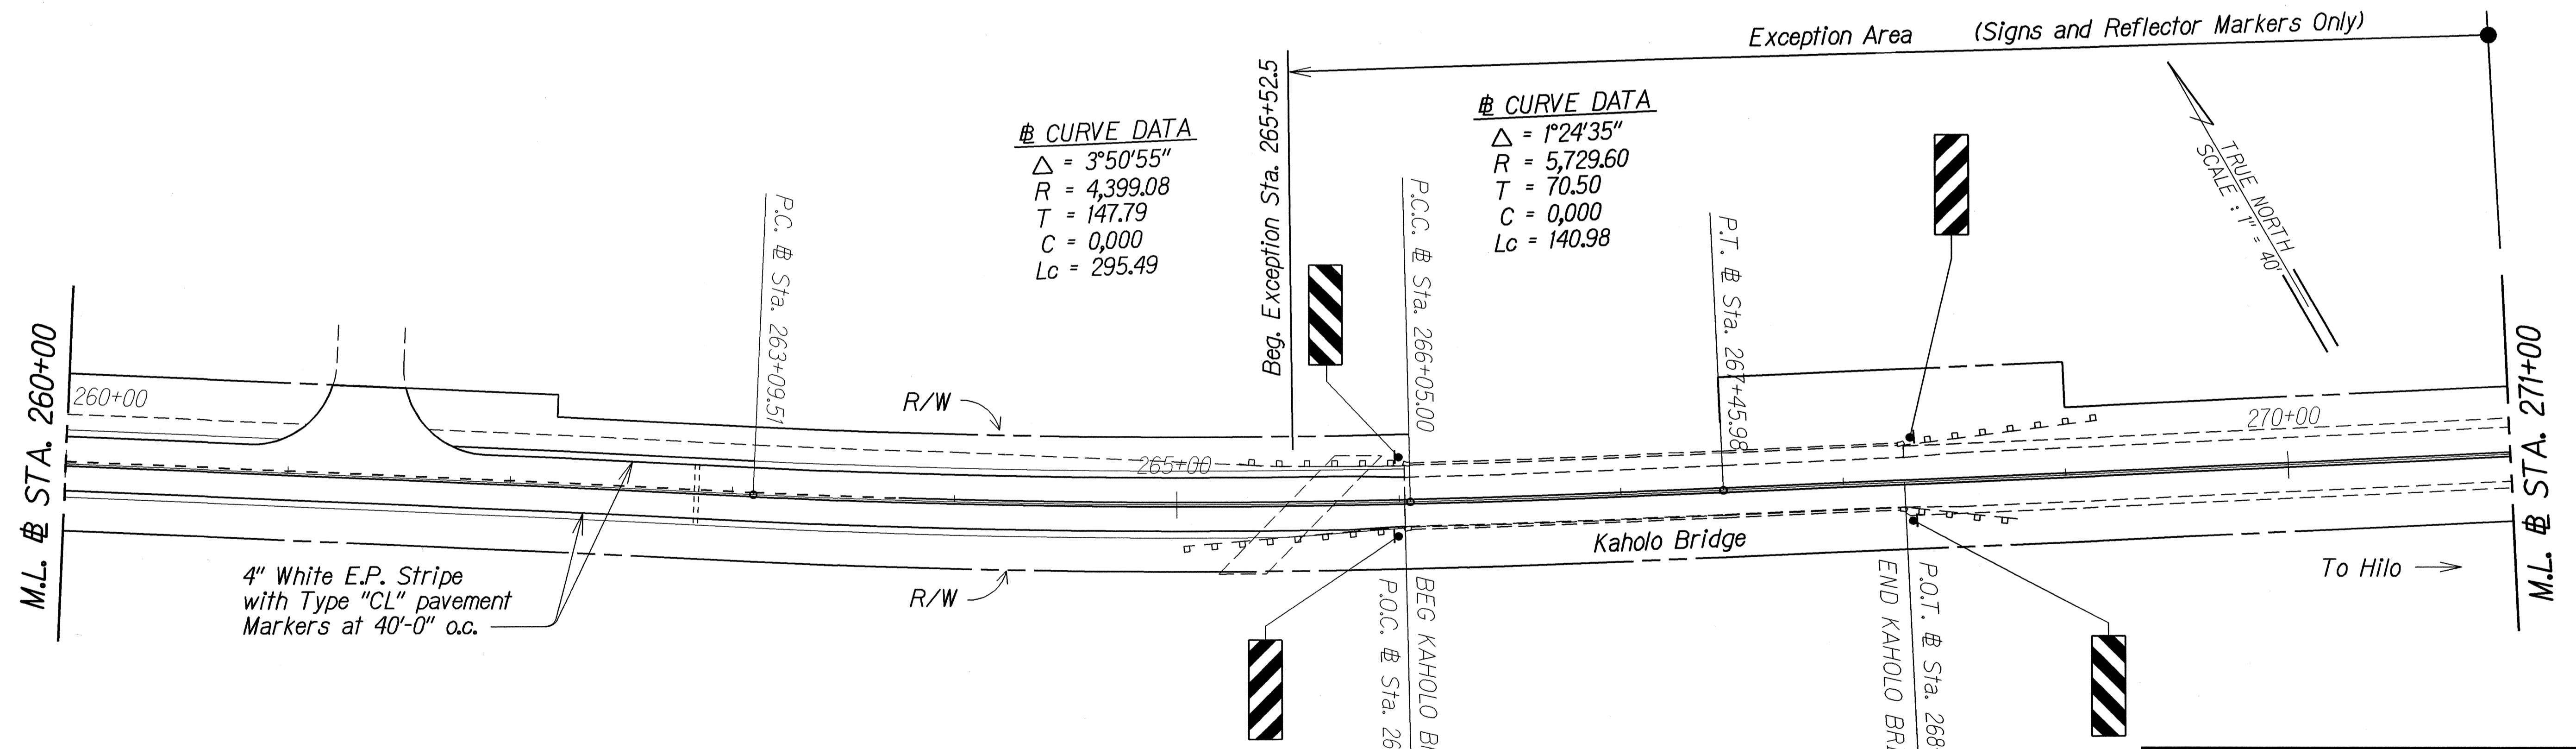 Exception Area (Signs and Reflector Markers Only)
Beg. Exception Sta. 265+52.5
℄ CURVE DATA
△ = 3°50'55"
R = 4,399.08
T = 147.79
C = 0,000
Lc = 295.49
℄ CURVE DATA
△ = 1°24'35"
R = 5,729.60
T = 70.50
C = 0,000
Lc = 140.98
TRUE NORTH
SCALE : 1" = 40'
P.C. ℄ Sta. 263+09.51
P.C.C. ℄ Sta. 266+05.00
P.T. ℄ Sta. 267+45.98
M.L. ℄ STA. 260+00
260+00
R/W
265+00
270+00
M.L. ℄ STA. 271+00
Kaholo Bridge
To Hilo
R/W
4" White E.P. Stripe
with Type "CL" pavement
Markers at 40'-0" o.c.
P.O.C. ℄ Sta. 26
BEG KAHOLO
END KAHOLO
P.O.T. ℄ Sta. 268